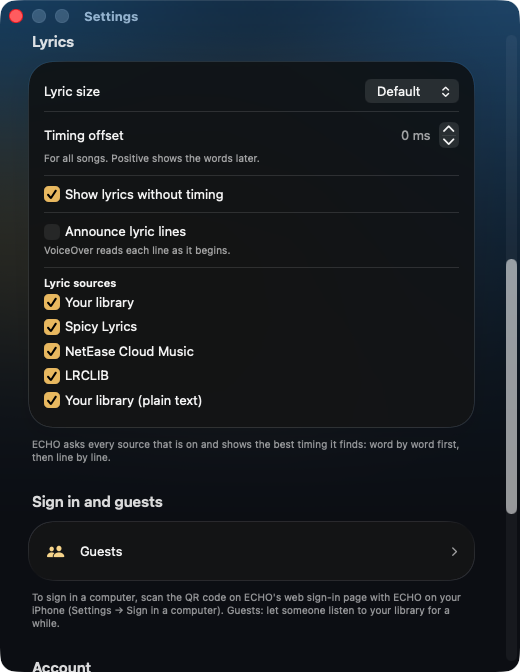 Settings
Lyrics
Lyric size
Default
Timing offset
0 ms
For all songs. Positive shows the words later.
Show lyrics without timing
Announce lyric lines
VoiceOver reads each line as it begins.
Lyric sources
Your library
Spicy Lyrics
NetEase Cloud Music
LRCLIB
Your library (plain text)
ECHO asks every source that is on and shows the best timing it finds: word by word first,
then line by line.
Sign in and guests
Guests
To sign in a computer, scan the QR code on ECHO's web sign-in page with ECHO on your
iPhone (Settings → Sign in a computer). Guests: let someone listen to your library for a
while.
Account